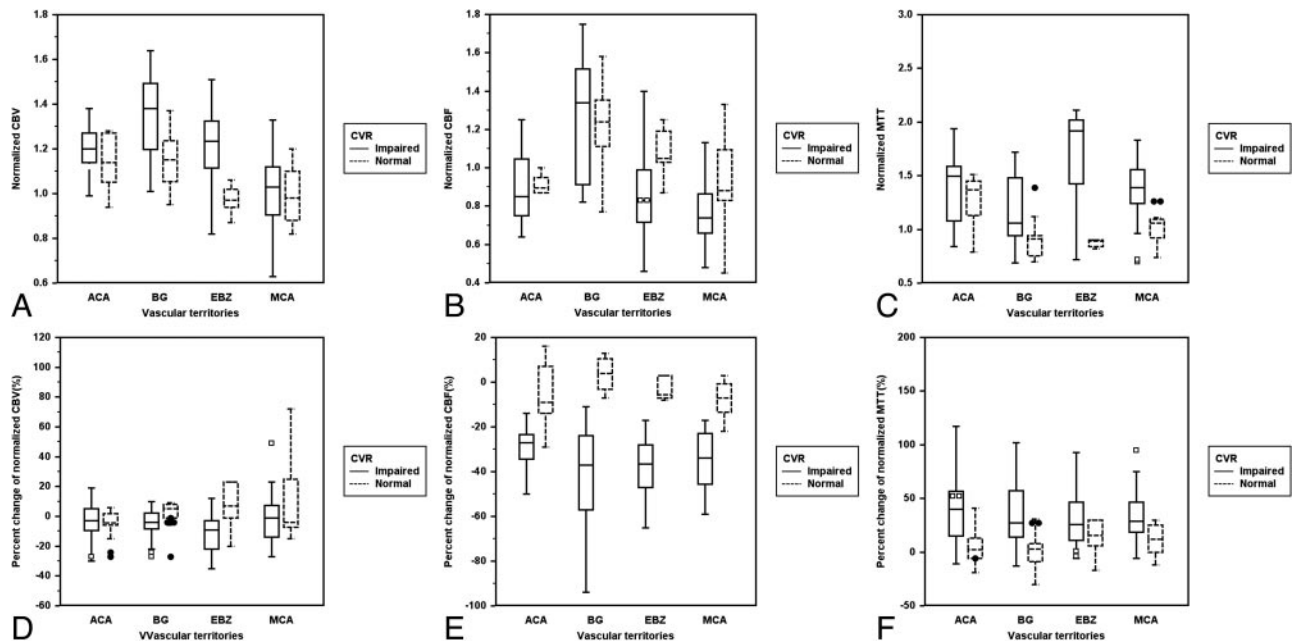 1.8
1.6
1.4
1.2
1.0
0.8
0.6
Normalized CBV
ACA BG EBZ MCA
Vascular territories
CVR
Impaired
Normal
A
1.8
1.6
1.4
1.2
1.0
0.8
0.6
0.4
Normalized CBF
ACA BG EBZ MCA
Vascular territories
CVR
Impaired
Normal
B
3.0
2.5
2.0
1.5
1.0
0.5
Normalized MTT
ACA BG EBZ MCA
Vascular territories
CVR
Impaired
Normal
C
120
100
80
60
40
20
0
-20
-40
-60
Percent change of normalized CBV(%)
ACA BG EBZ MCA
VVascular territories
CVR
Impaired
Normal
D
20
0
-20
-40
-60
-80
-100
Percent change of normalized CBF(%)
ACA BG EBZ MCA
Vascular territories
CVR
Impaired
Normal
E
200
150
100
50
0
-50
Percent change of normalized MTT(%)
ACA BG EBZ MCA
Vascular territories
CVR
Impaired
Normal
F